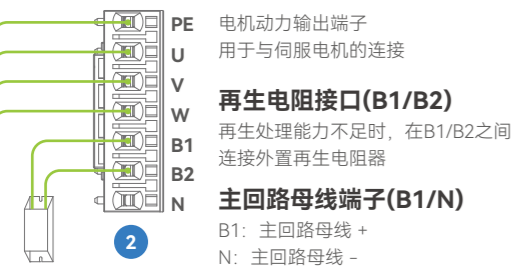 PE
U
V
W
B1
B2
N
2
电机动力输出端子
用于与伺服电机的连接
再生电阻接口(B1/B2)
再生处理能力不足时，在B1/B2之间
连接外置再生电阻器
主回路母线端子(B1/N)
B1：主回路母线 +
N：主回路母线 –